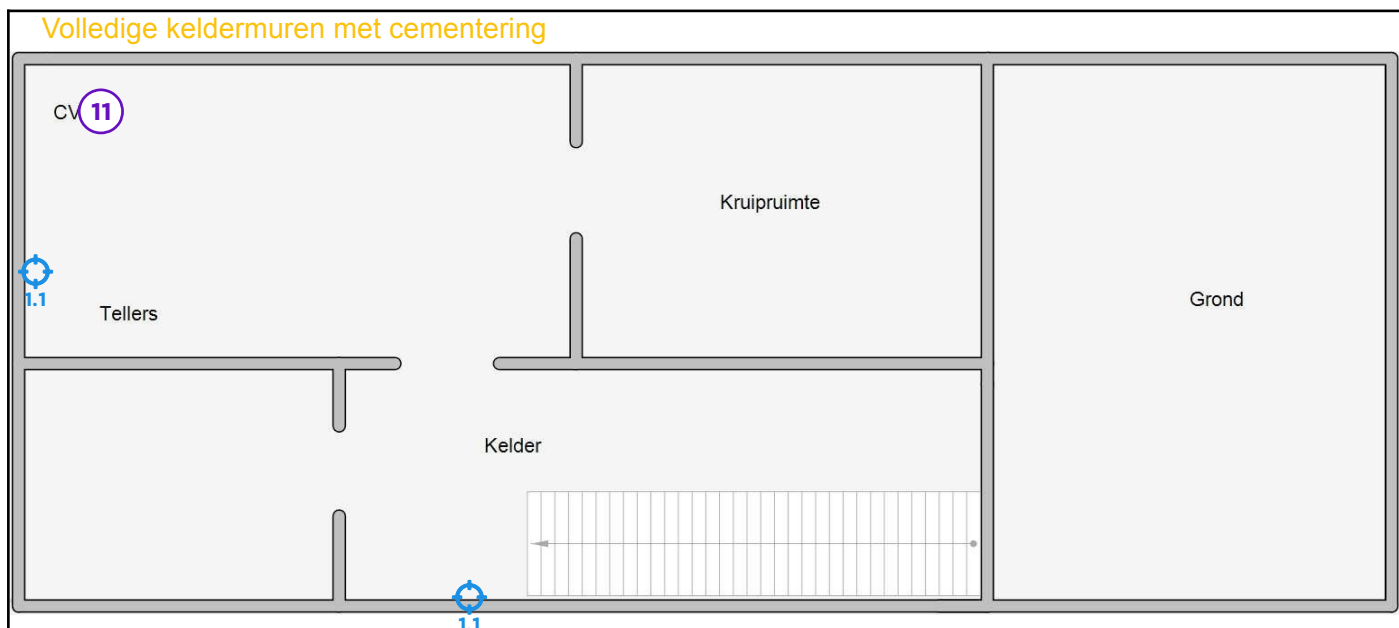 Volledige keldermuren met cementering
CV 11
Kruipruimte
1.1
Tellers
Grond
Kelder
1.1